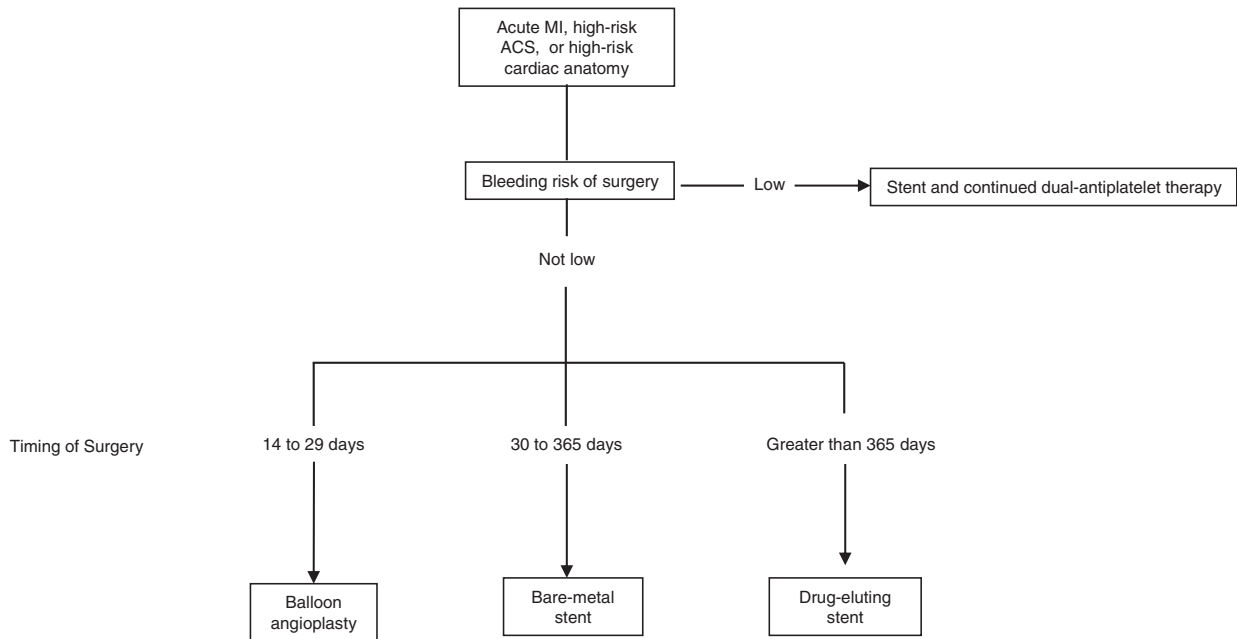 Acute MI, high-risk
ACS, or high-risk
cardiac anatomy
Bleeding risk of surgery
Low
Stent and continued dual-antiplatelet therapy
Not low
Timing of Surgery
14 to 29 days
30 to 365 days
Greater than 365 days
Balloon
angioplasty
Bare-metal
stent
Drug-eluting
stent